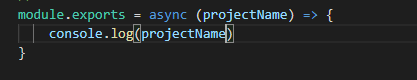 module.exports = async (projectName) => {
    console.log(projectName)
}